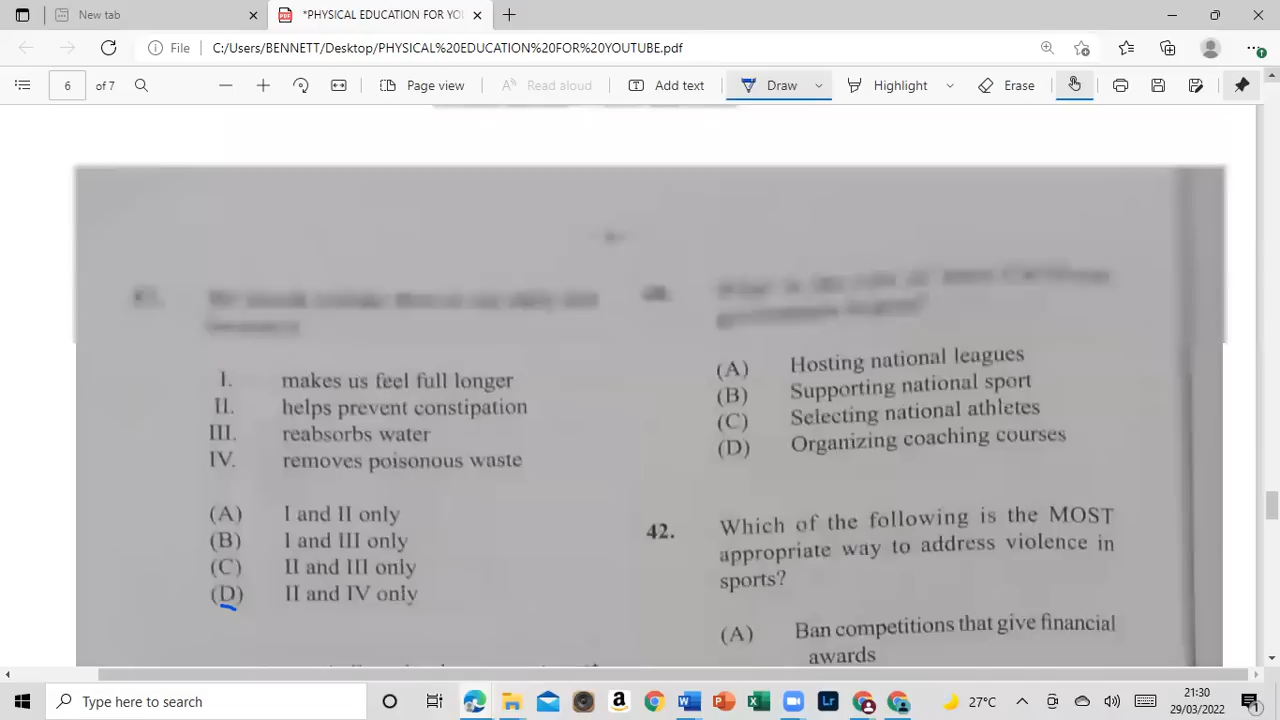 New tab
*PHYSICAL EDUCATION FOR YOU
File
C:/Users/BENNETT/Desktop/PHYSICAL%20EDUCATION%20FOR%20YOUTUBE.pdf
6 of 7
Page view
Read aloud
Add text
Draw
Highlight
Erase
I. makes us feel full longer
II. helps prevent constipation
III. reabsorbs water
IV. removes poisonous waste
(A) I and II only
(B) I and III only
(C) II and III only
(D) II and IV only
(A) Hosting national leagues
(B) Supporting national sport
(C) Selecting national athletes
(D) Organizing coaching courses
42. Which of the following is the MOST
appropriate way to address violence in
sports?
(A) Ban competitions that give financial
awards
Type here to search
27°C
21:30
29/03/2022